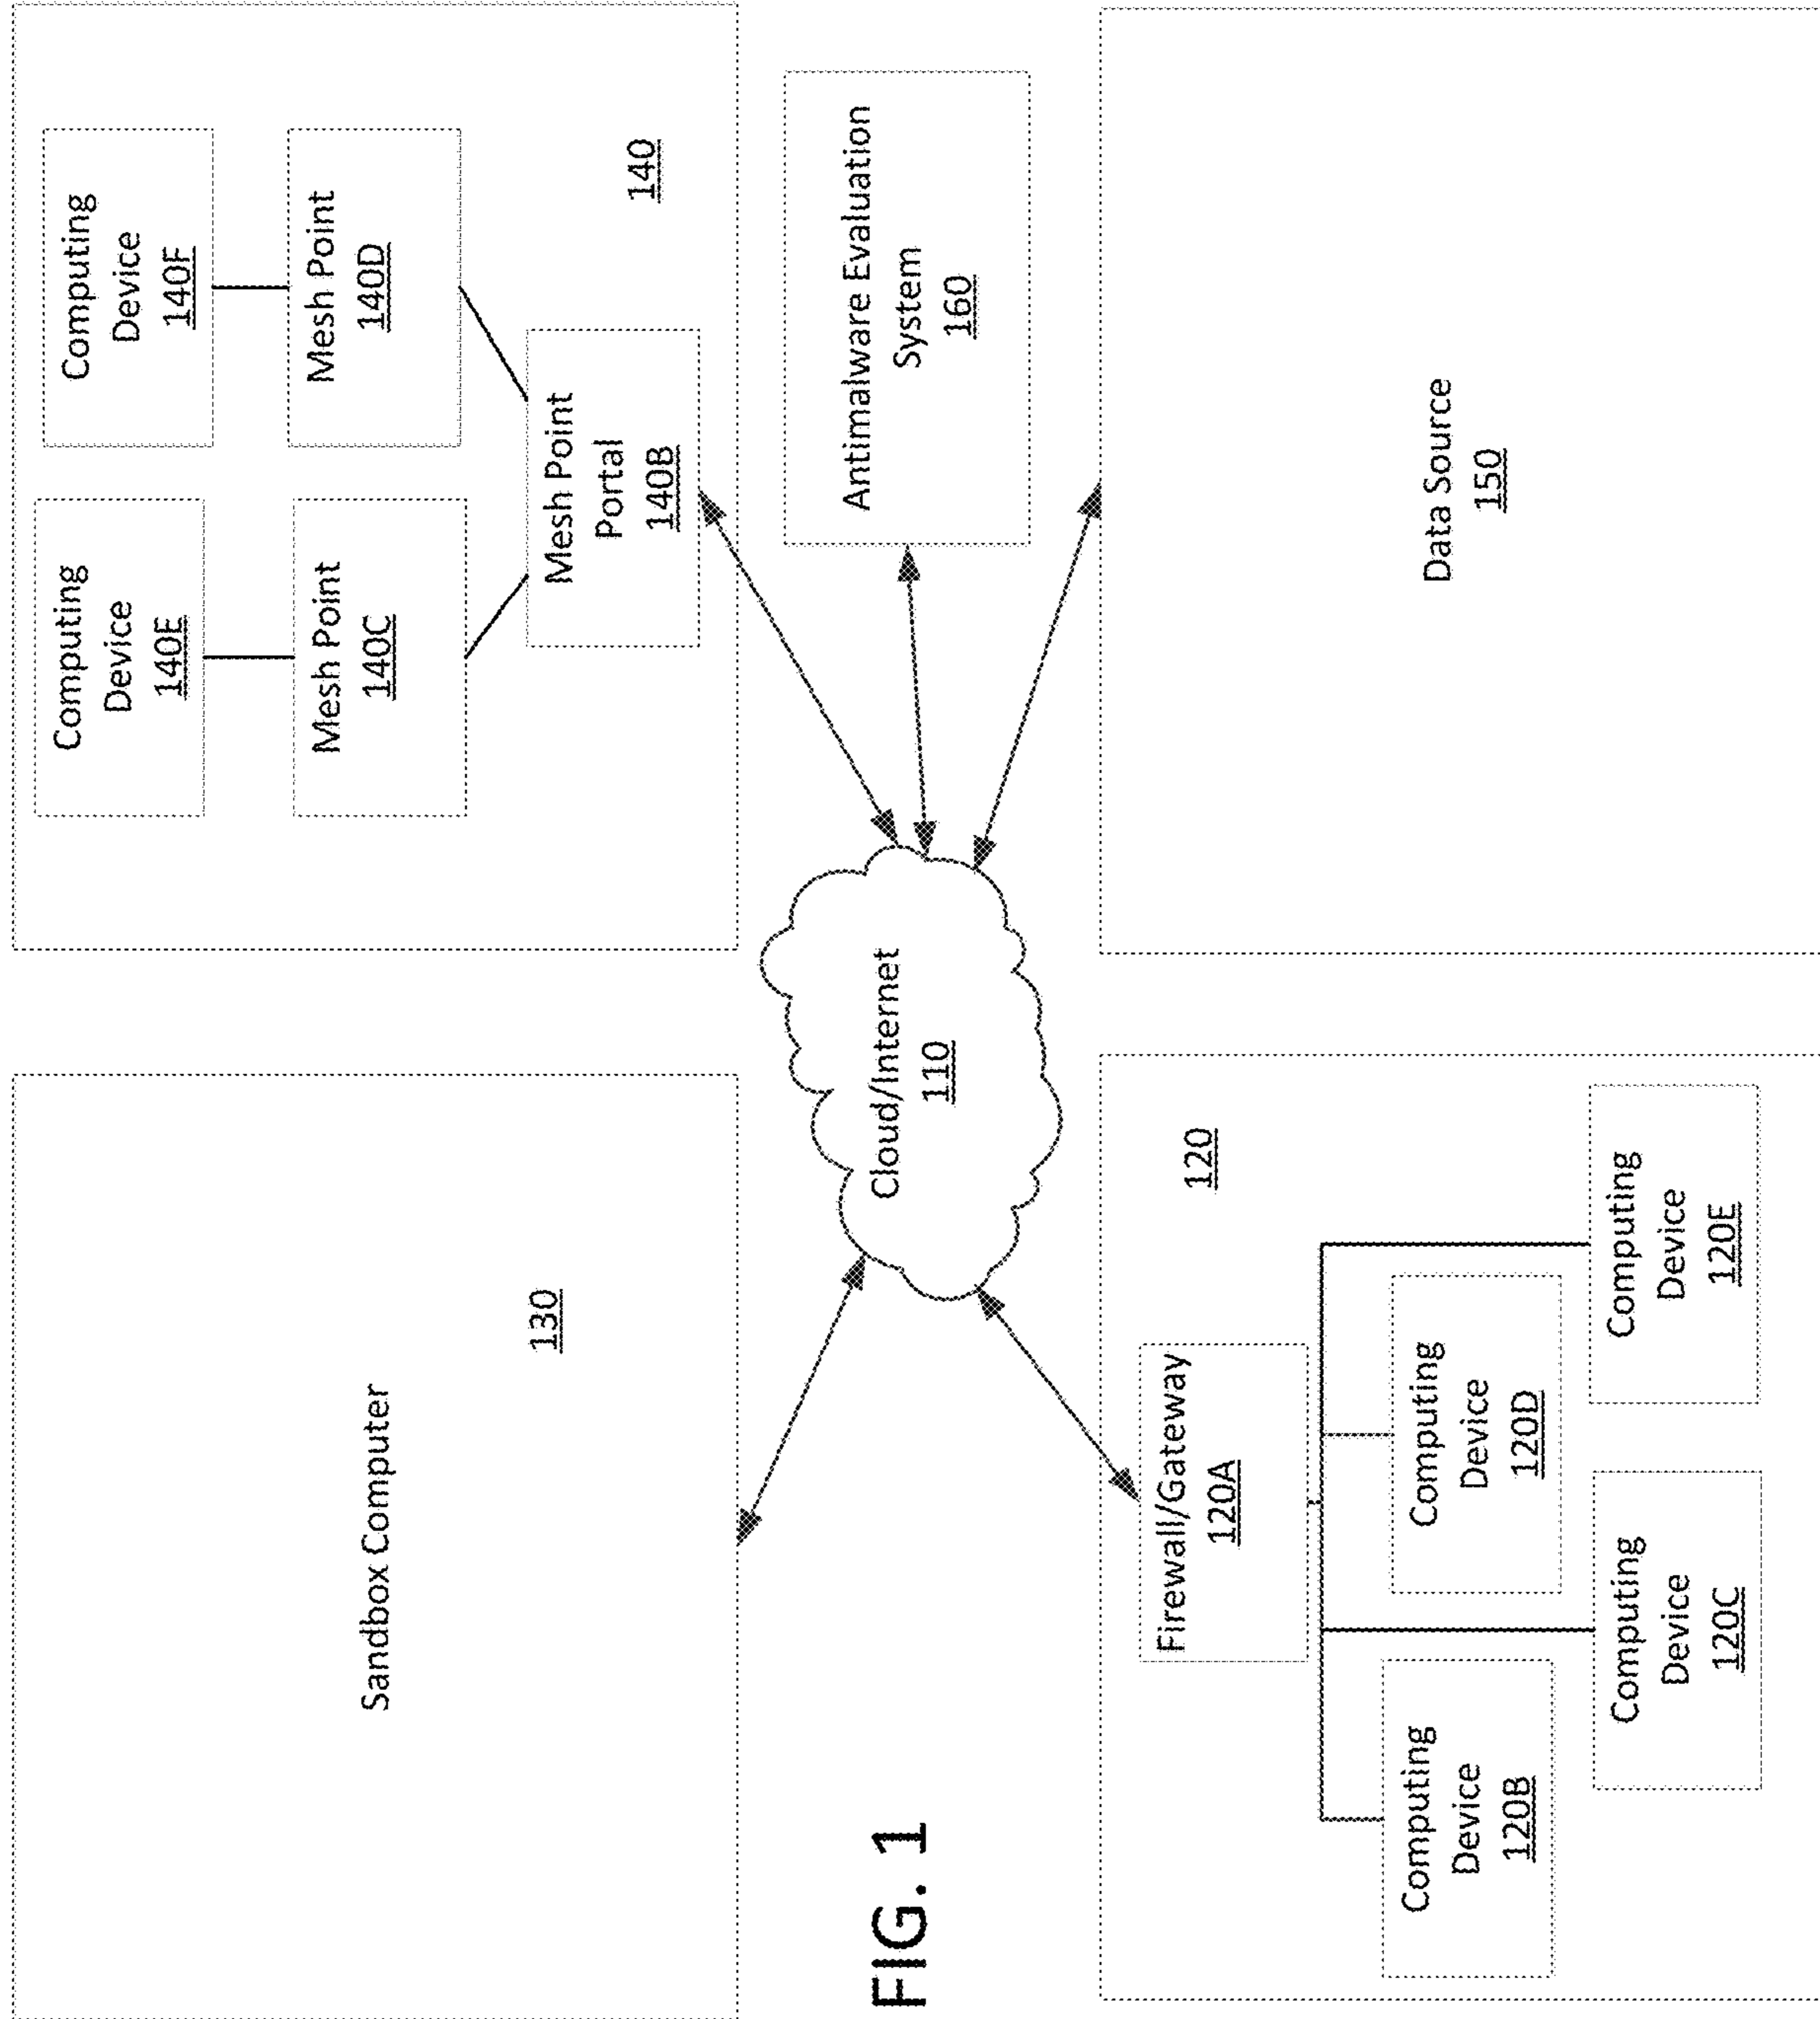 Sandbox Computer
130
Computing
Device
140E
Computing
Device
140F
Mesh Point
140C
Mesh Point
140D
Mesh Point
Portal
140B
140
FIG. 1
Cloud/Internet
110
Antimalware Evaluation
System
160
Firewall/Gateway
120A
120
Computing
Device
120B
Computing
Device
120D
Computing
Device
120C
Computing
Device
120E
Data Source
150